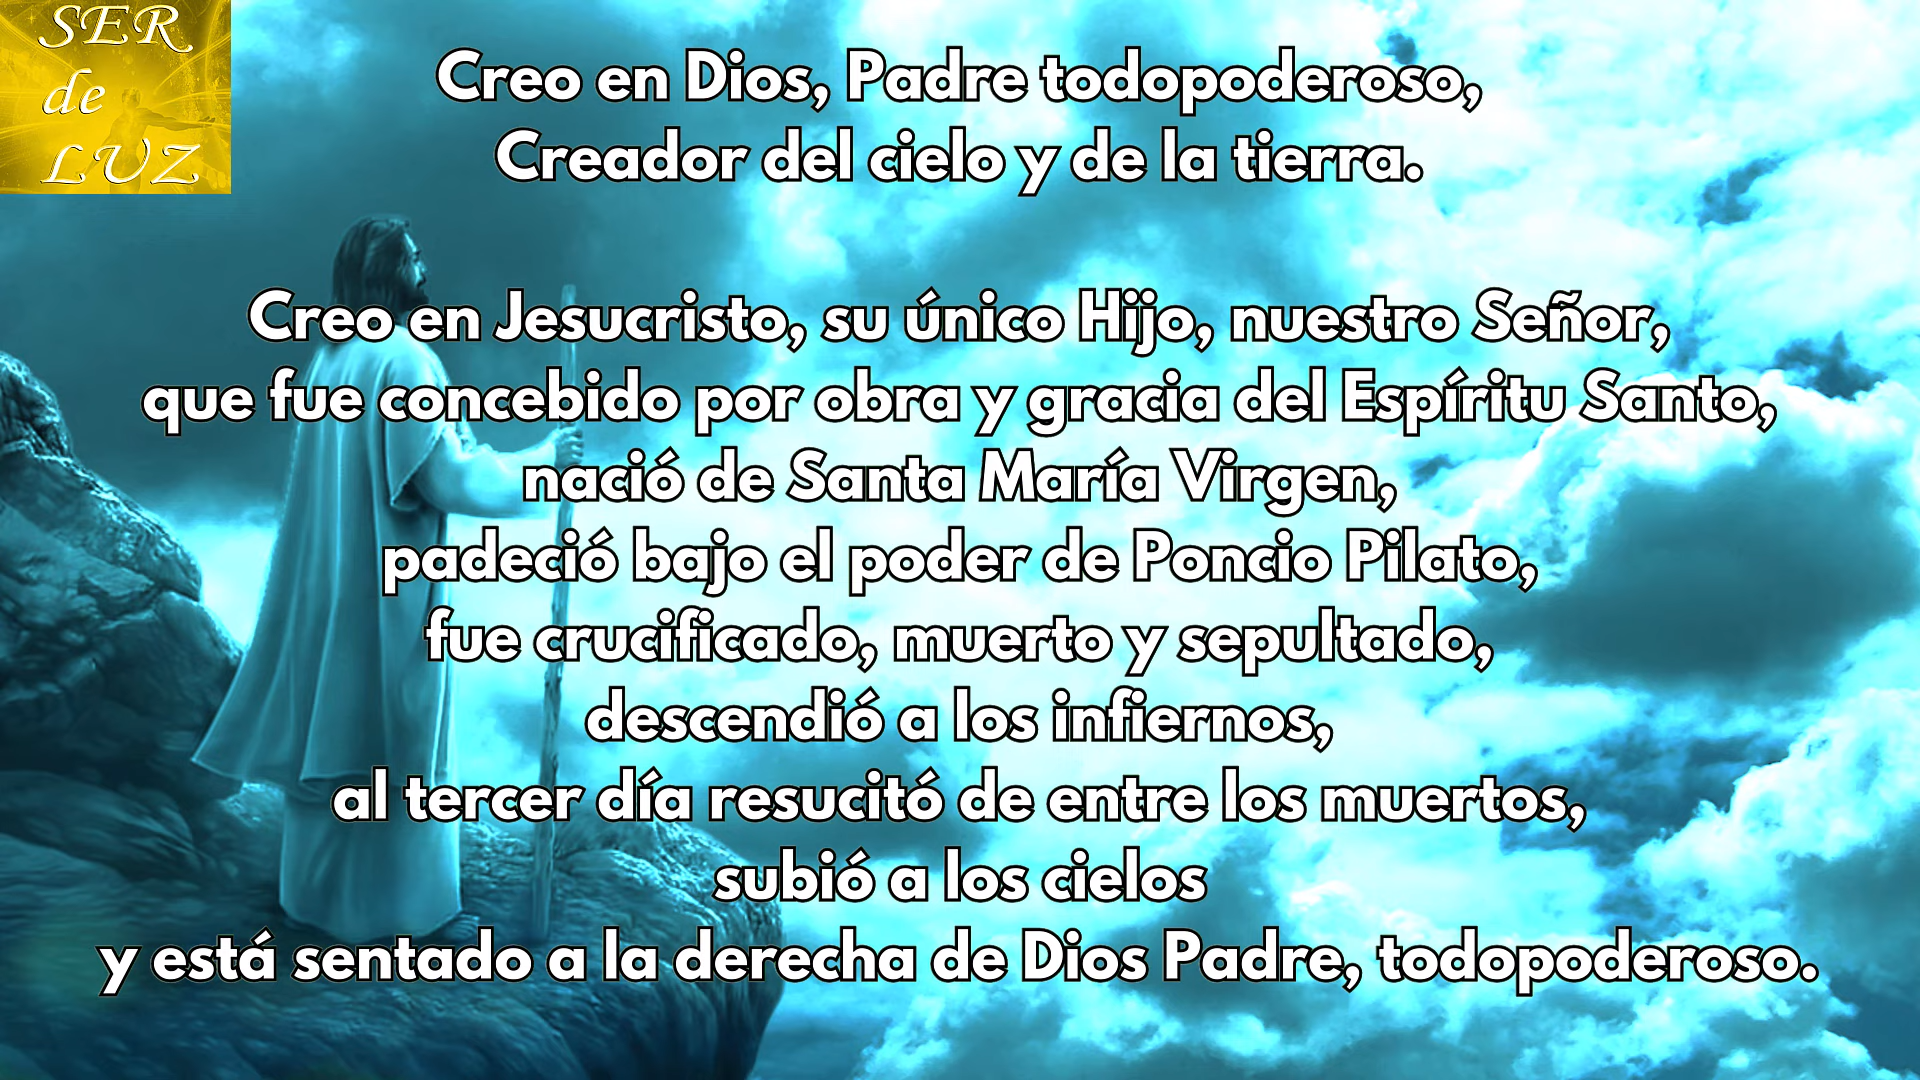 SER
de
LUZ
Creo en Dios, Padre todopoderoso,
Creador del cielo y de la tierra.
Creo en Jesucristo, su único Hijo, nuestro Señor,
que fue concebido por obra y gracia del Espíritu Santo,
nació de Santa María Virgen,
padeció bajo el poder de Poncio Pilato,
fue crucificado, muerto y sepultado,
descendió a los infiernos,
al tercer día resucitó de entre los muertos,
subió a los cielos
y está sentado a la derecha de Dios Padre, todopoderoso.